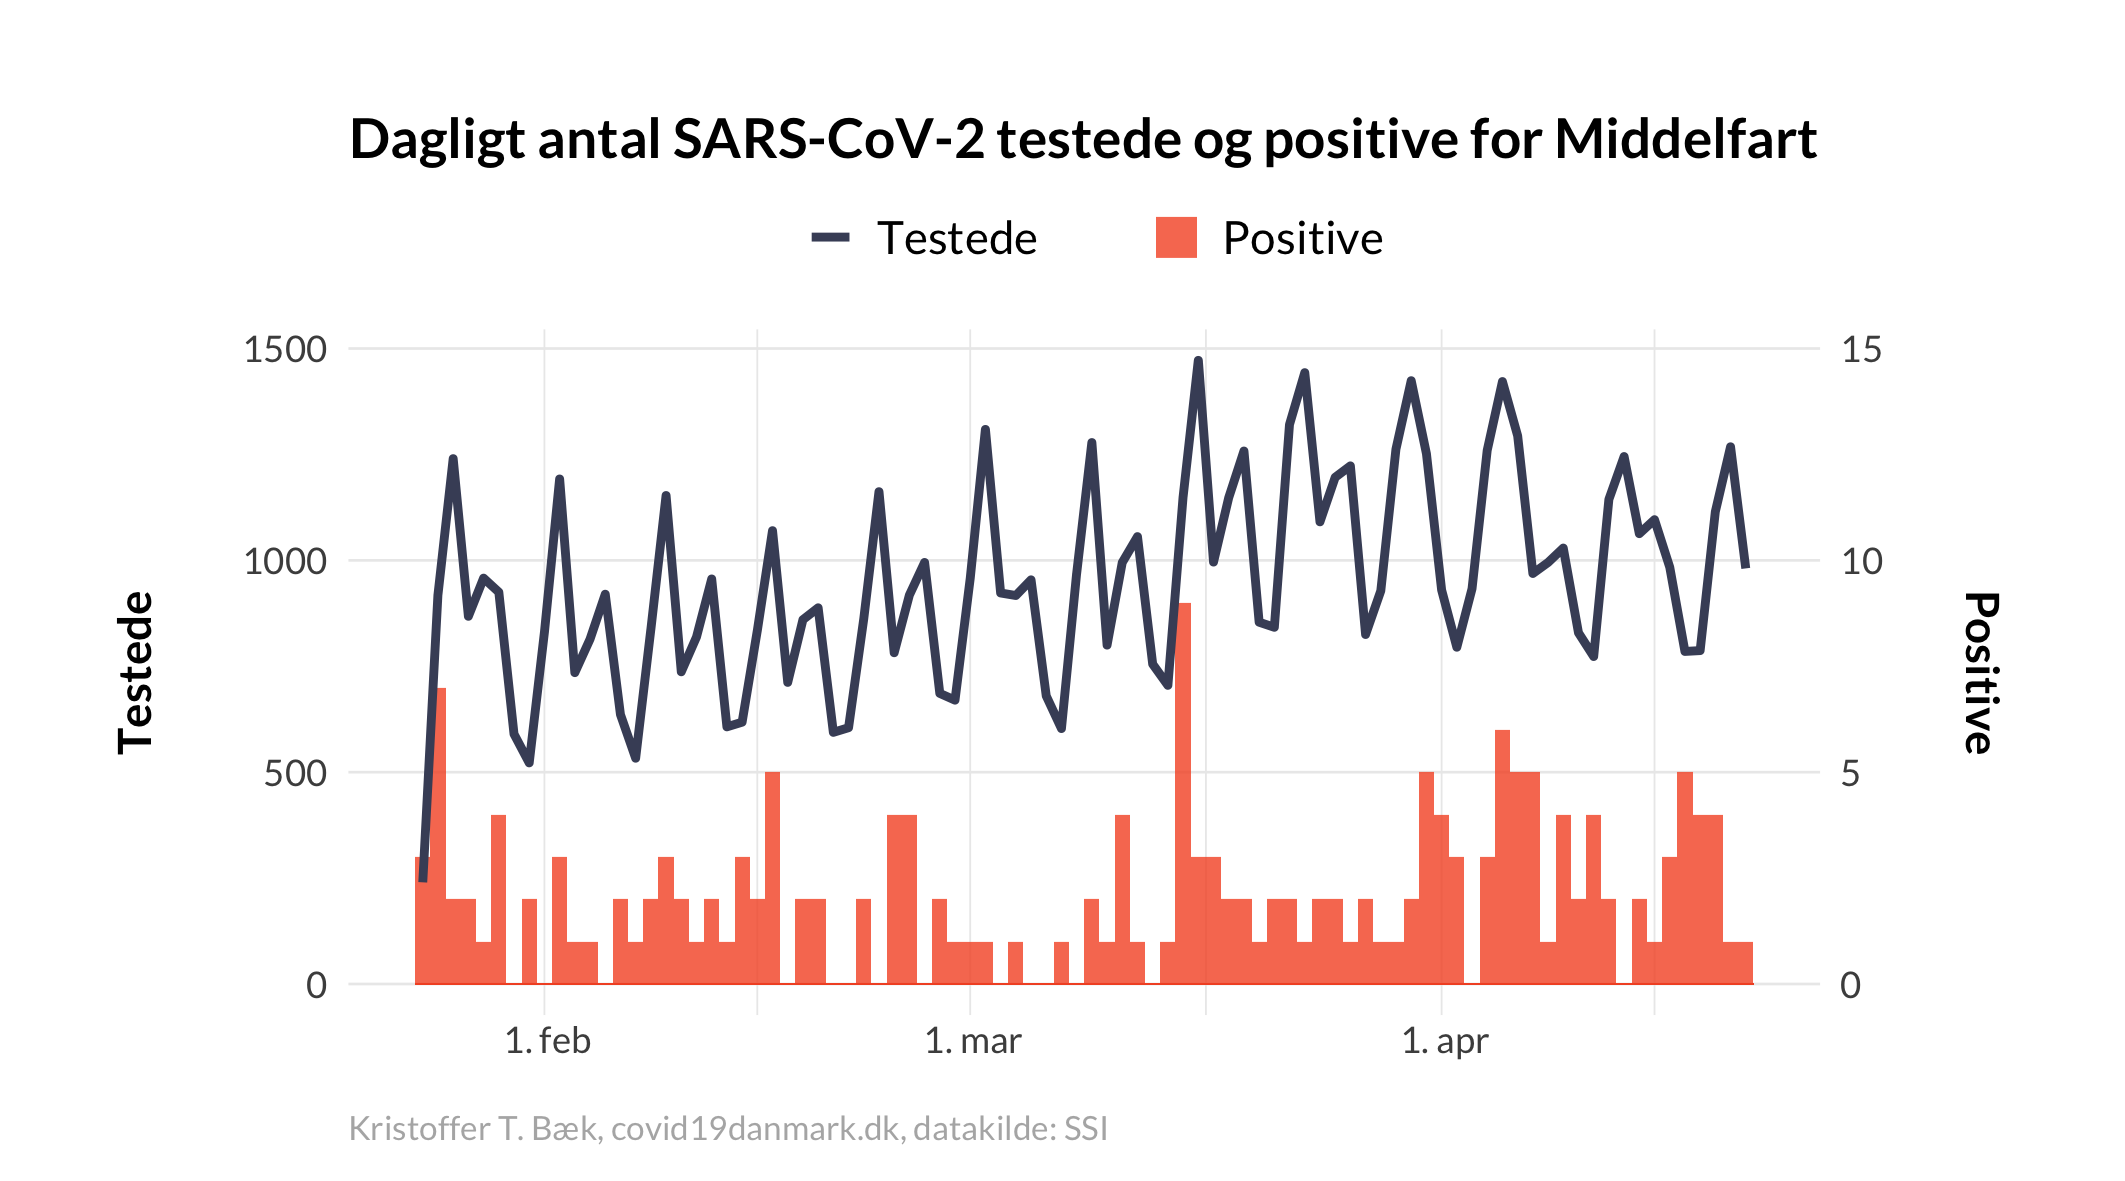 Dagligt antal SARS-CoV-2 testede og positive for Middelfart
Testede
Positive
1500
1000
500
0
15
10
5
0
Testede
Positive
1. feb
1. mar
1. apr
Kristoffer T. Bæk, covid19danmark.dk, datakilde: SSI